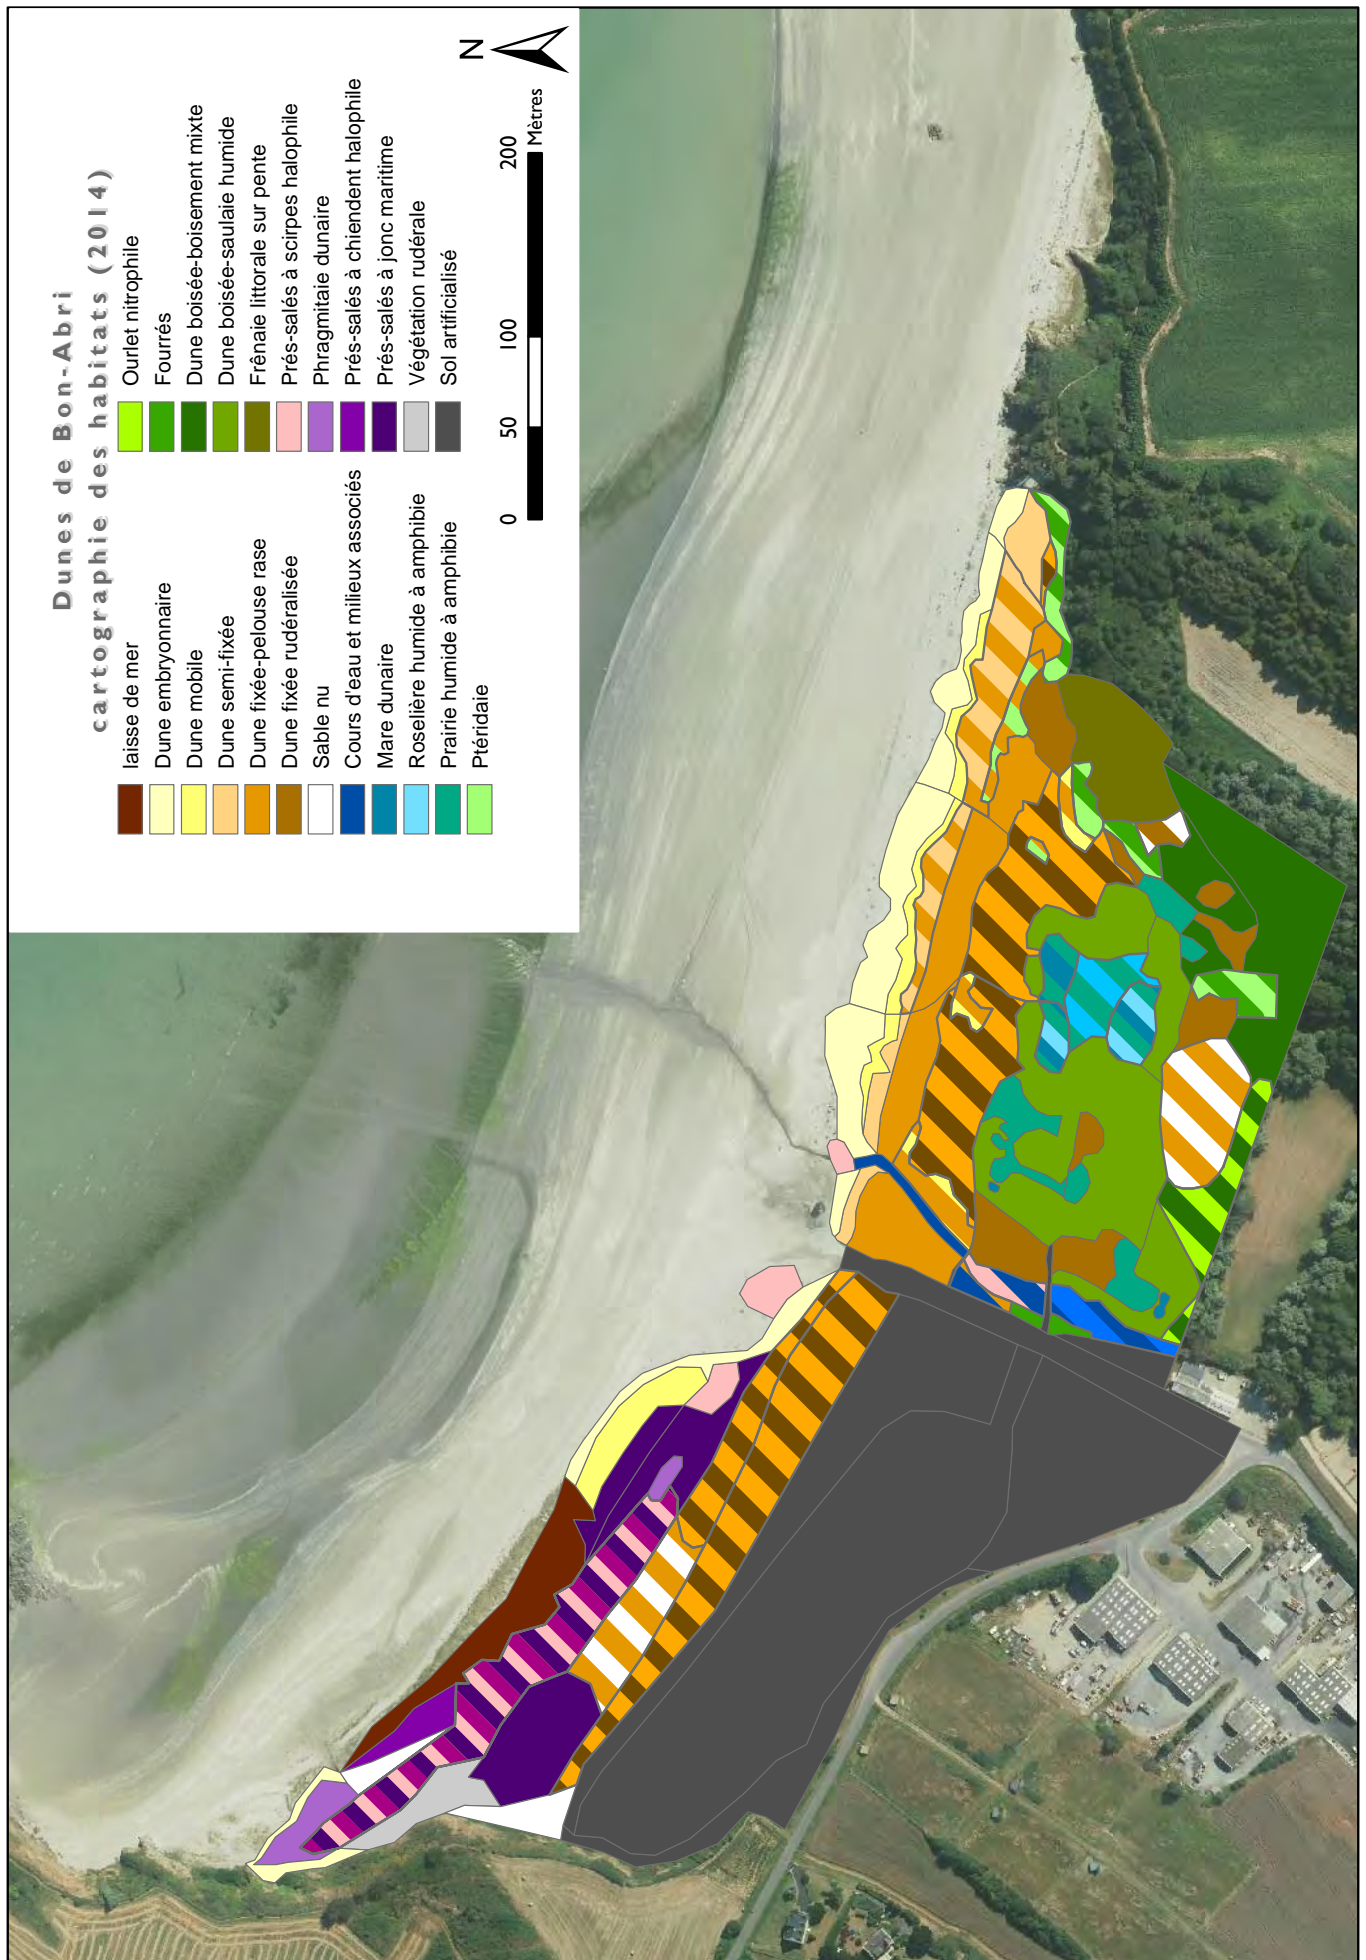 Dunes de Bon-Abri
cartographie des habitats (2014)
laisse de mer
Dune embryonnaire
Dune mobile
Dune semi-fixée
Dune fixée-pelouse rase
Dune fixée rudéralisée
Sable nu
Cours d'eau et milieux associés
Mare dunaire
Roselière humide à amphibie
Prairie humide à amphibie
Ptéridaie
Ourlet nitrophile
Fourrés
Dune boisée-boisement mixte
Dune boisée-saulaie humide
Frênaie littorale sur pente
Prés-salés à scirpes halophile
Phragmitaie dunaire
Prés-salés à chiendent halophile
Prés-salés à jonc maritime
Végétation rudérale
Sol artificialisé
0 50 100 200
Mètres
N